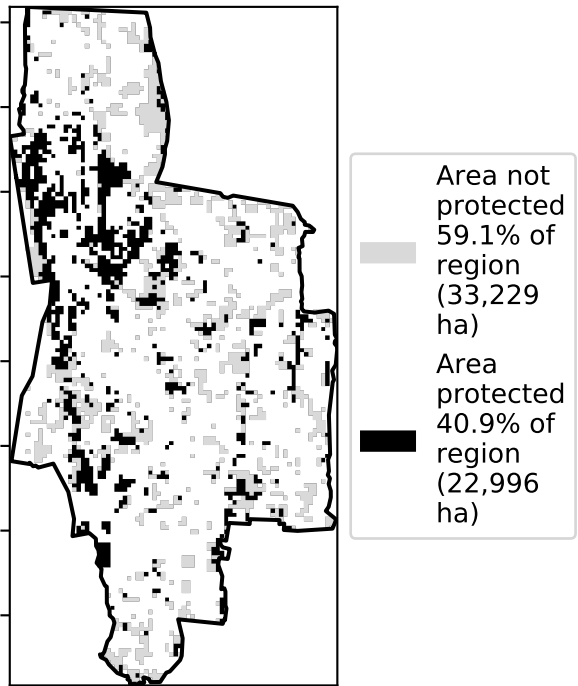 Area not
protected
59.1% of
region
(33,229
ha)
Area
protected
40.9% of
region
(22,996
ha)